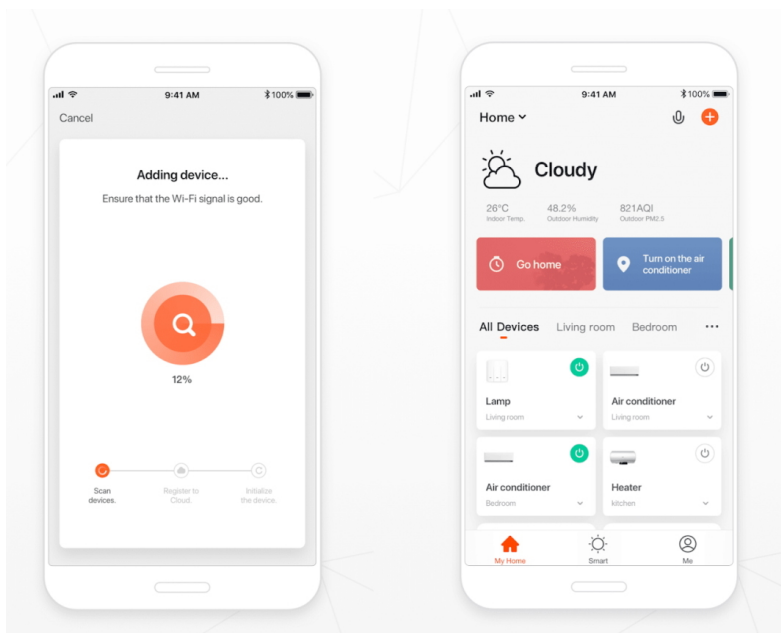 9:41 AM
100%
Cancel
Adding device...
Ensure that the Wi-Fi signal is good.
12%
Scan
devices.
Register to
Cloud.
Initialize
the device.
9:41 AM
100%
Home
Cloudy
26°C
48.2%
821AQI
Indoor Temp.
Outdoor Humidity
Outdoor PM2.5
Go home
Turn on the air
conditioner
All Devices
Living room
Bedroom
Lamp
Living room
Air conditioner
Living room
Air conditioner
Bedroom
Heater
kitchen
My Home
Smart
Me